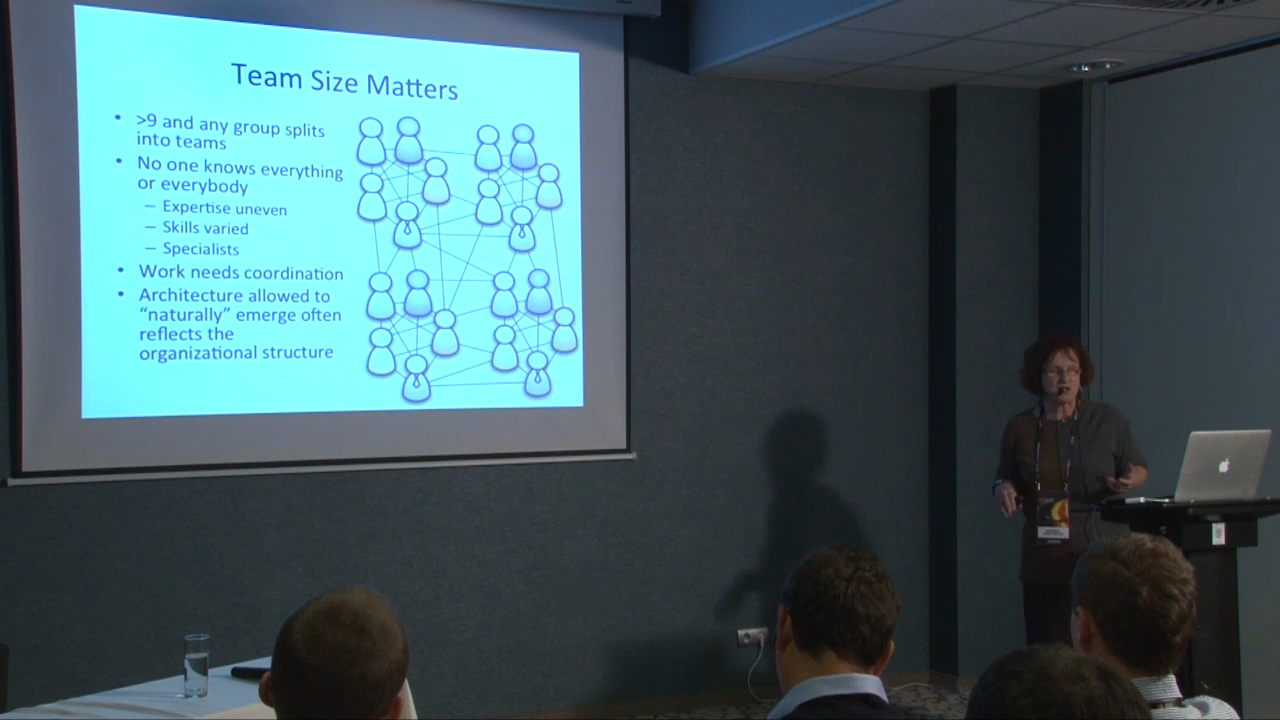 Team Size Matters
• >9 and any group splits
into teams
• No one knows everything
or everybody
– Expertise uneven
– Skills varied
– Specialists
• Work needs coordination
• Architecture allowed to
“naturally” emerge often
reflects the
organizational structure